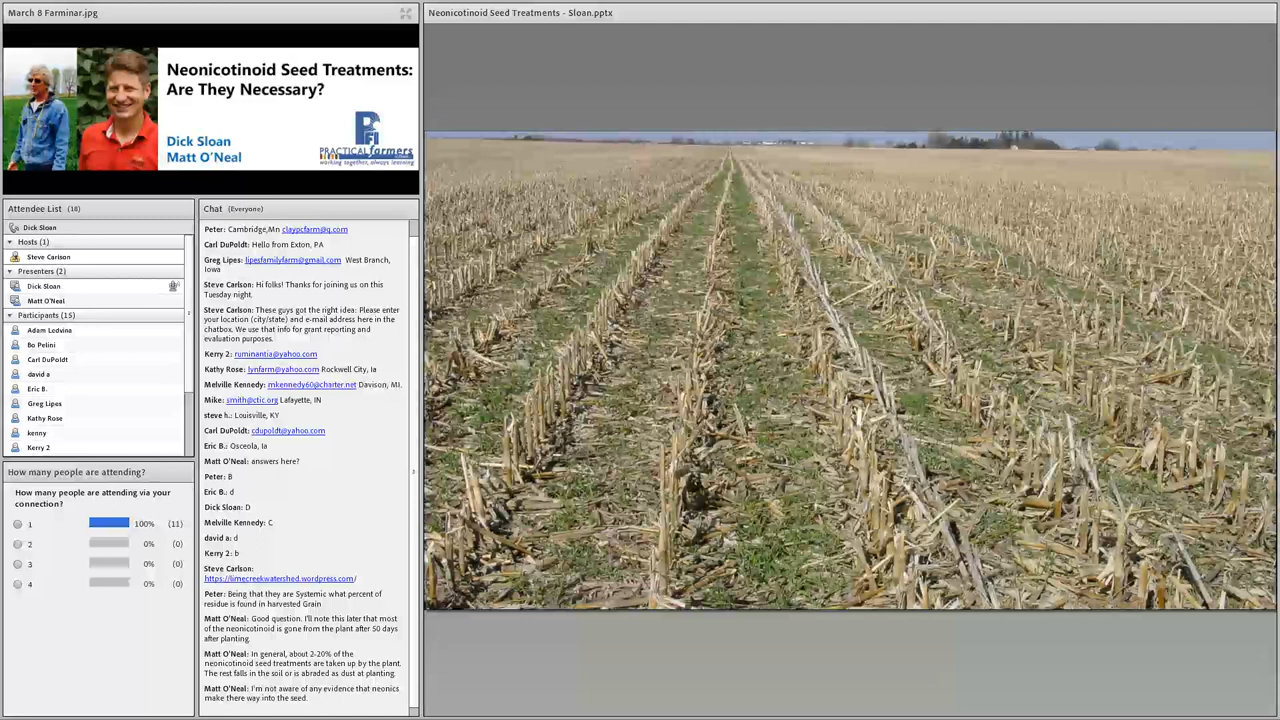 March 8 Farminar.jpg
Neonicotinoid Seed Treatments:
Are They Necessary?
Dick Sloan
Matt O'Neal
PRACTICAL farmers
working together, always learning
Attendee List (18)
Dick Sloan
Hosts (1)
Steve Carlson
Presenters (2)
Dick Sloan
Matt O'Neal
Participants (15)
Adam Ledvina
Bo Pelini
Carl DuPoldt
david a
Eric B.
Greg Lipes
Kathy Rose
kenny
Kerry 2
How many people are attending?
How many people are attending via your
connection?
1 100% (11)
2 0% (0)
3 0% (0)
4 0% (0)
Chat (Everyone)
Peter: Cambridge,Mn claypcfarm@q.com
Carl DuPoldt: Hello from Exton, PA
Greg Lipes: lipesfamilyfarm@gmail.com West Branch,
Iowa
Steve Carlson: Hi folks! Thanks for joining us on this
Tuesday night.
Steve Carlson: These guys got the right idea: Please enter
your location (city/state) and e-mail address here in the
chatbox. We use that info for grant reporting and
evaluation purposes.
Kerry 2: ruminantia@yahoo.com
Kathy Rose: lynfarm@yahoo.com Rockwell City, Ia
Melville Kennedy: mkennedy60@charter.net Davison, MI.
Mike: smith@ctic.org Lafayette, IN
steve h.: Louisville, KY
Carl DuPoldt: cdupoldt@yahoo.com
Eric B.: Osceola, Ia
Matt O'Neal: answers here?
Peter: B
Eric B.: d
Dick Sloan: D
Melville Kennedy: C
david a: d
Kerry 2: b
Steve Carlson:
https://limecreekwatershed.wordpress.com/
Peter: Being that they are Systemic what percent of
residue is found in harvested Grain
Matt O'Neal: Good question. I'll note this later that most
of the neonicotinoid is gone from the plant after 50 days
after planting.
Matt O'Neal: In general, about 2-20% of the
neonicotinoid seed treatments are taken up by the plant.
The rest falls in the soil or is abraded as dust at planting.
Matt O'Neal: I'm not aware of any evidence that neonics
make there way into the seed.
Neonicotinoid Seed Treatments - Sloan.pptx